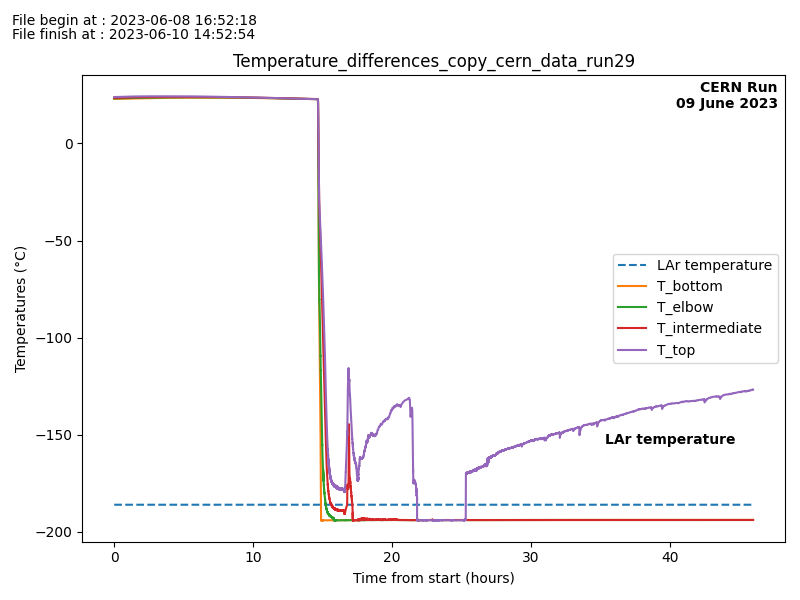 File begin at : 2023-06-08 16:52:18
File finish at : 2023-06-10 14:52:54
Temperature_differences_copy_cern_data_run29
CERN Run
09 June 2023
0
−50
−100
−150
−200
Temperatures (°C)
LAr temperature
T_bottom
T_elbow
T_intermediate
T_top
LAr temperature
0
10
20
30
40
Time from start (hours)